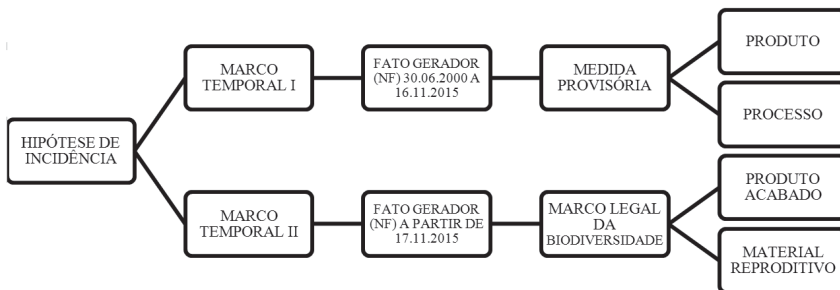 HIPÓTESE DE
INCIDÊNCIA
MARCO
TEMPORAL I
FATO GERADOR
(NF) 30.06.2000 A
16.11.2015
MEDIDA
PROVISÓRIA
PRODUTO
PROCESSO
MARCO
TEMPORAL II
FATO GERADOR
(NF) A PARTIR DE
17.11.2015
MARCO LEGAL
DA
BIODIVERSIDADE
PRODUTO
ACABADO
MATERIAL
REPRODITIVO